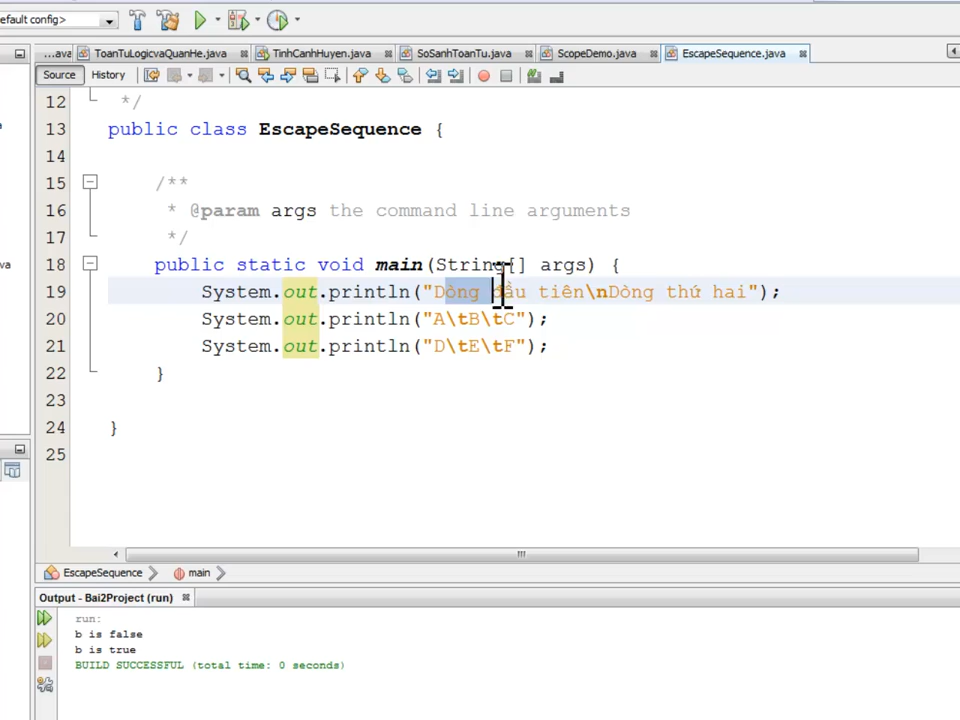 efault config>
...ava ToanTuLogicvaQuanHe.java TinhCanhHuyen.java SoSanhToanTu.java ScopeDemo.java EscapeSequence.java
Source History
12 */
13 public class EscapeSequence {
14
15 /**
16 * @param args the command line arguments
17 */
18 public static void main(String[] args) {
19 System.out.println("Dòng đầu tiên\nDòng thứ hai");
20 System.out.println("A\tB\tC");
21 System.out.println("D\tE\tF");
22 }
23
24 }
25
EscapeSequence main
Output - Bai2Project (run)
run:
b is false
b is true
BUILD SUCCESSFUL (total time: 0 seconds)